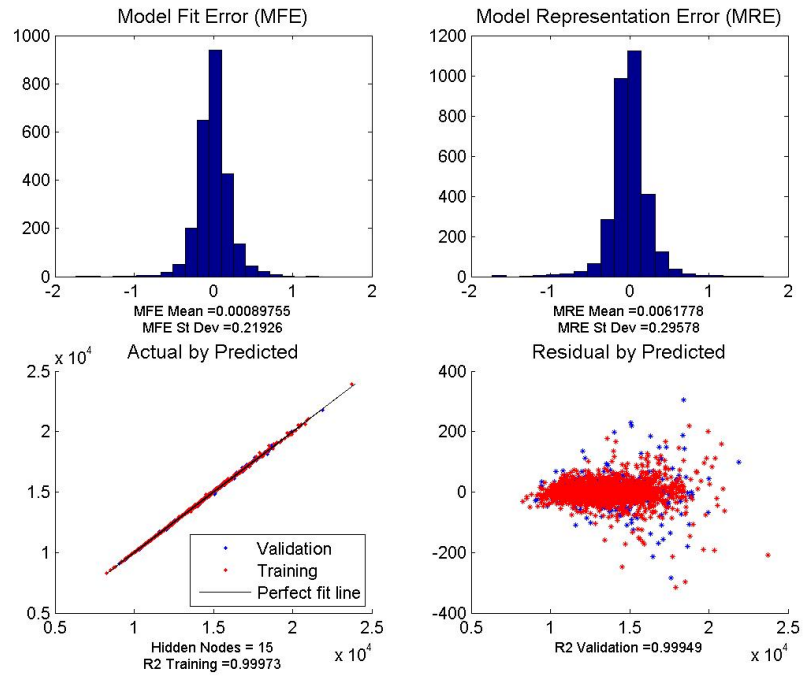 Model Fit Error (MFE)
1000
800
600
400
200
0
-2 -1 0 1 2
MFE Mean =0.00089755
MFE St Dev =0.21926
Model Representation Error (MRE)
1200
1000
800
600
400
200
0
-2 -1 0 1 2
MRE Mean =0.0061778
MRE St Dev =0.29578
Actual by Predicted
x 10^4
2.5
2
1.5
1
0.5
0.5 1 1.5 2 2.5
x 10^4
Validation
Training
Perfect fit line
Hidden Nodes = 15
R2 Training =0.99973
Residual by Predicted
400
200
0
-200
-400
0.5 1 1.5 2 2.5
x 10^4
R2 Validation =0.99949